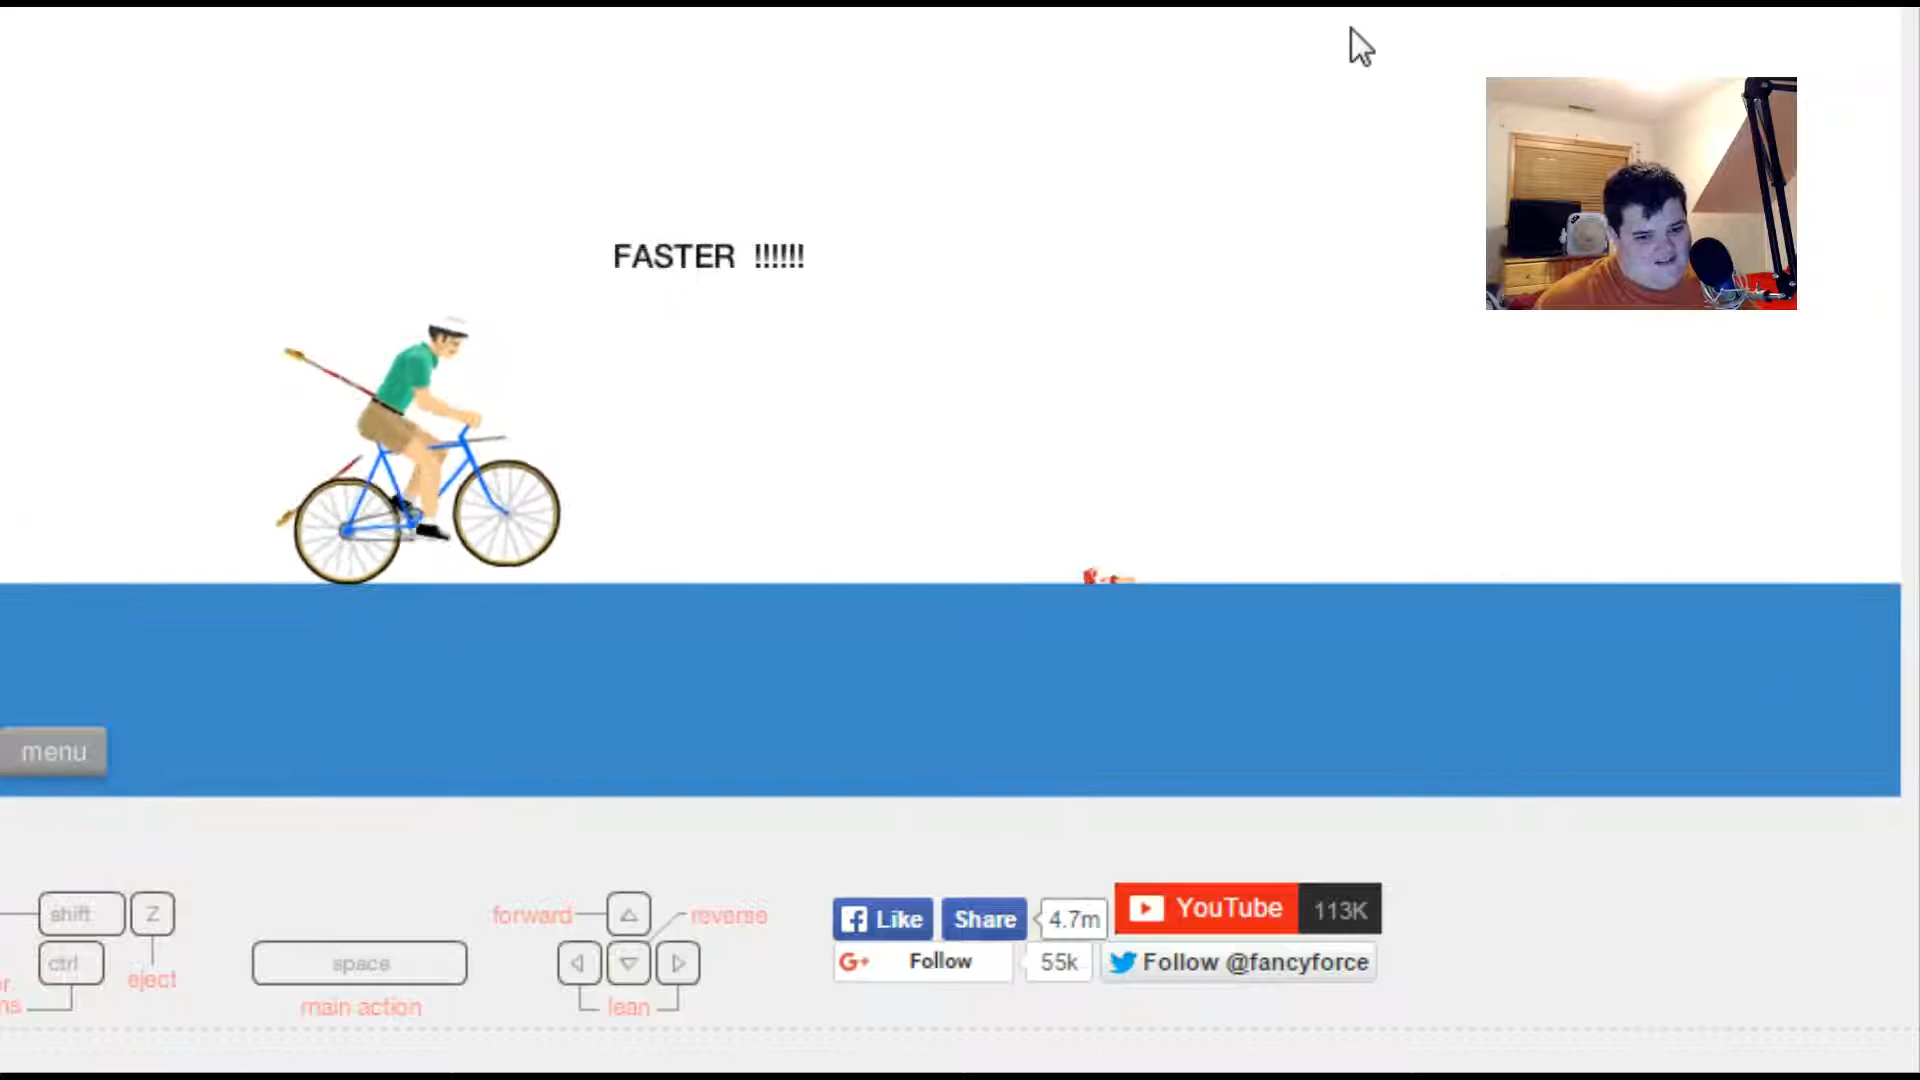 FASTER !!!!!!
menu
shift
Z
forward
reverse
ctrl
space
eject
main action
lean
Like
Share
4.7m
YouTube
113K
G+
Follow
55k
Follow @fancyforce